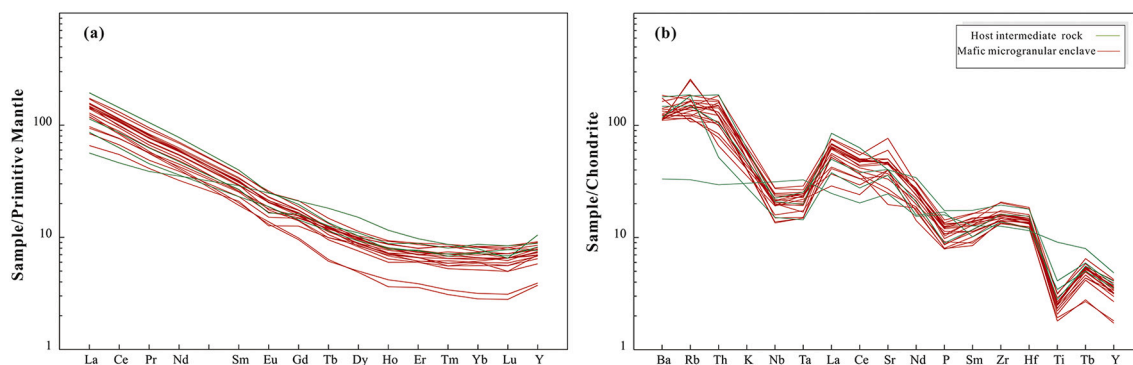 (a)
Sample/Primitive Mantle
100
10
1
La Ce Pr Nd Sm Eu Gd Tb Dy Ho Er Tm Yb Lu Y
(b)
Host intermediate rock
Mafic microgranular enclave
Sample/Chondrite
100
10
1
Ba Rb Th K Nb Ta La Ce Sr Nd P Sm Zr Hf Ti Tb Y